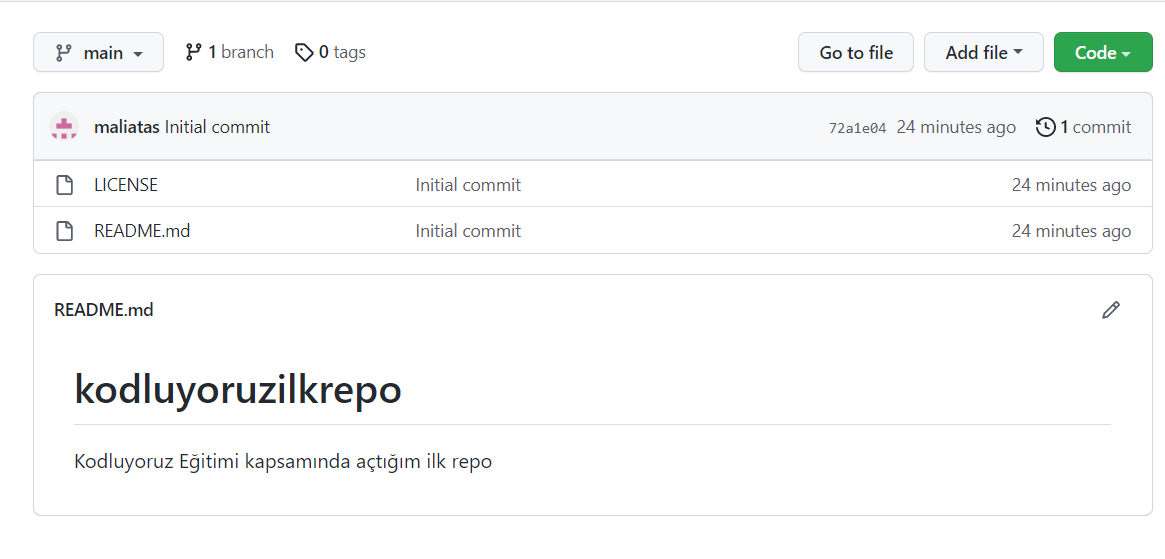 main 1 branch 0 tags Go to file Add file Code
maliatas Initial commit 72a1e04 24 minutes ago 1 commit
LICENSE Initial commit 24 minutes ago
README.md Initial commit 24 minutes ago
README.md
kodluyoruzilkrepo
Kodluyoruz Eğitimi kapsamında açtığım ilk repo